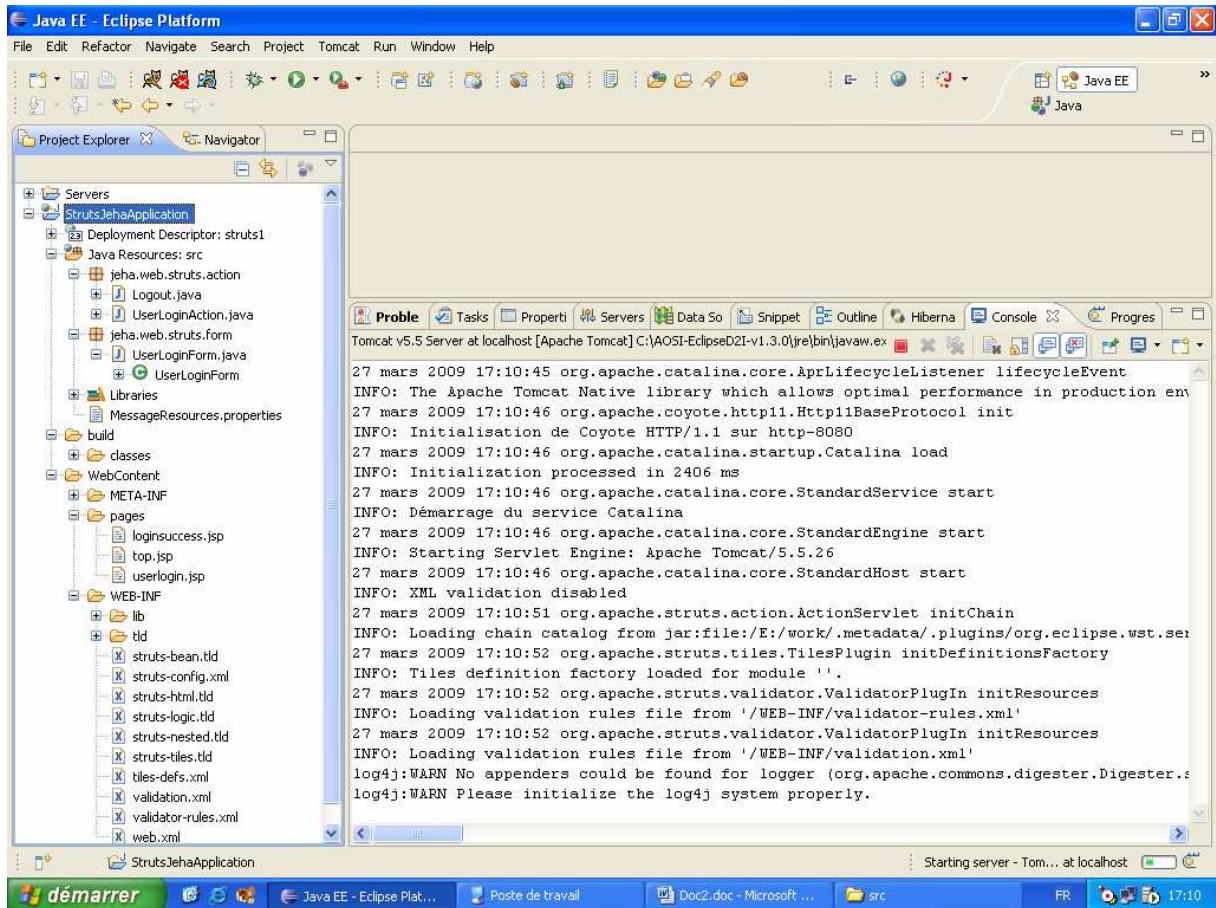 Java EE - Eclipse Platform
File Edit Refactor Navigate Search Project Tomcat Run Window Help
Java EE
»
Java
Project Explorer
Navigator
Servers
StrutsJehaApplication
Deployment Descriptor: struts1
Java Resources: src
jeha.web.struts.action
Logout.java
UserLoginAction.java
jeha.web.struts.form
UserLoginForm.java
UserLoginForm
Libraries
MessageResources.properties
build
classes
WebContent
META-INF
pages
loginsuccess.jsp
top.jsp
userlogin.jsp
WEB-INF
lib
tld
struts-bean.tld
struts-config.xml
struts-html.tld
struts-logic.tld
struts-nested.tld
struts-tiles.tld
tiles-defs.xml
validation.xml
validator-rules.xml
web.xml
Proble Tasks Properti Servers Data So Snippet Outline Hiberna Console Progres
Tomcat v5.5 Server at localhost [Apache Tomcat] C:\AOSI-EclipseD2I-v1.3.0\jre\bin\javaw.ex
27 mars 2009 17:10:45 org.apache.catalina.core.AprLifecycleListener lifecycleEvent
INFO: The Apache Tomcat Native library which allows optimal performance in production env
27 mars 2009 17:10:46 org.apache.coyote.http11.Http11BaseProtocol init
INFO: Initialisation de Coyote HTTP/1.1 sur http-8080
27 mars 2009 17:10:46 org.apache.catalina.startup.Catalina load
INFO: Initialization processed in 2406 ms
27 mars 2009 17:10:46 org.apache.catalina.core.StandardService start
INFO: Démarrage du service Catalina
27 mars 2009 17:10:46 org.apache.catalina.core.StandardEngine start
INFO: Starting Servlet Engine: Apache Tomcat/5.5.26
27 mars 2009 17:10:46 org.apache.catalina.core.StandardHost start
INFO: XML validation disabled
27 mars 2009 17:10:51 org.apache.struts.action.ActionServlet initChain
INFO: Loading chain catalog from jar:file:/E:/work/.metadata/.plugins/org.eclipse.wst.ser
27 mars 2009 17:10:52 org.apache.struts.tiles.TilesPlugin initDefinitionsFactory
INFO: Tiles definition factory loaded for module ''.
27 mars 2009 17:10:52 org.apache.struts.validator.ValidatorPlugIn initResources
INFO: Loading validation rules file from '/WEB-INF/validator-rules.xml'
27 mars 2009 17:10:52 org.apache.struts.validator.ValidatorPlugIn initResources
INFO: Loading validation rules file from '/WEB-INF/validation.xml'
log4j:WARN No appenders could be found for logger (org.apache.commons.digester.Digester.s
log4j:WARN Please initialize the log4j system properly.
StrutsJehaApplication
Starting server - Tom... at localhost
démarrer
Java EE - Eclipse Plat...
Poste de travail
Doc2.doc - Microsoft ...
src
FR
17:10